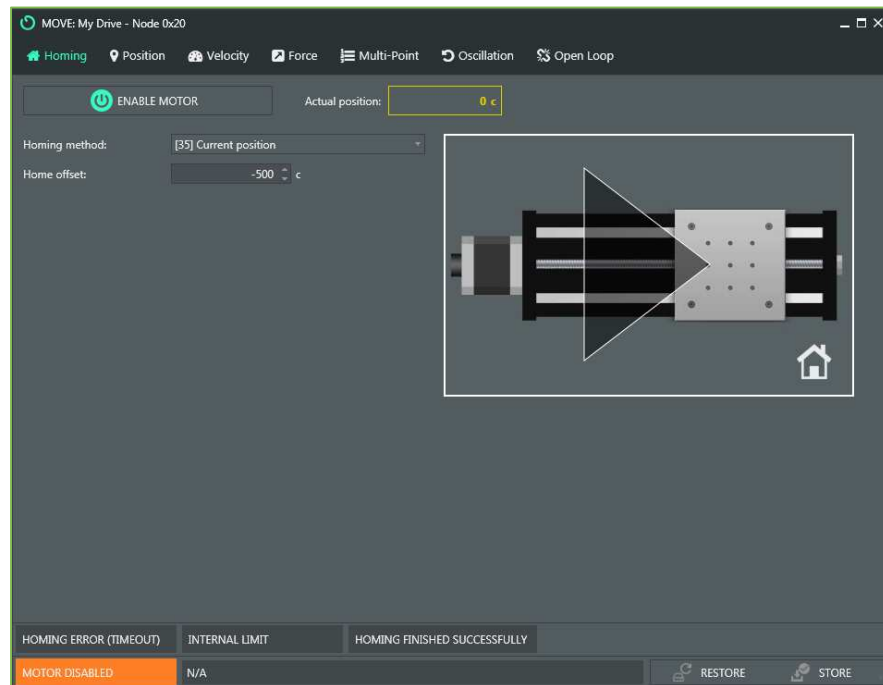 MOVE: My Drive - Node 0x20
Homing Position Velocity Force Multi-Point Oscillation Open Loop
ENABLE MOTOR Actual position: 0 c
Homing method: [35] Current position
Home offset: -500 c
HOMING ERROR (TIMEOUT) INTERNAL LIMIT HOMING FINISHED SUCCESSFULLY
MOTOR DISABLED N/A RESTORE STORE